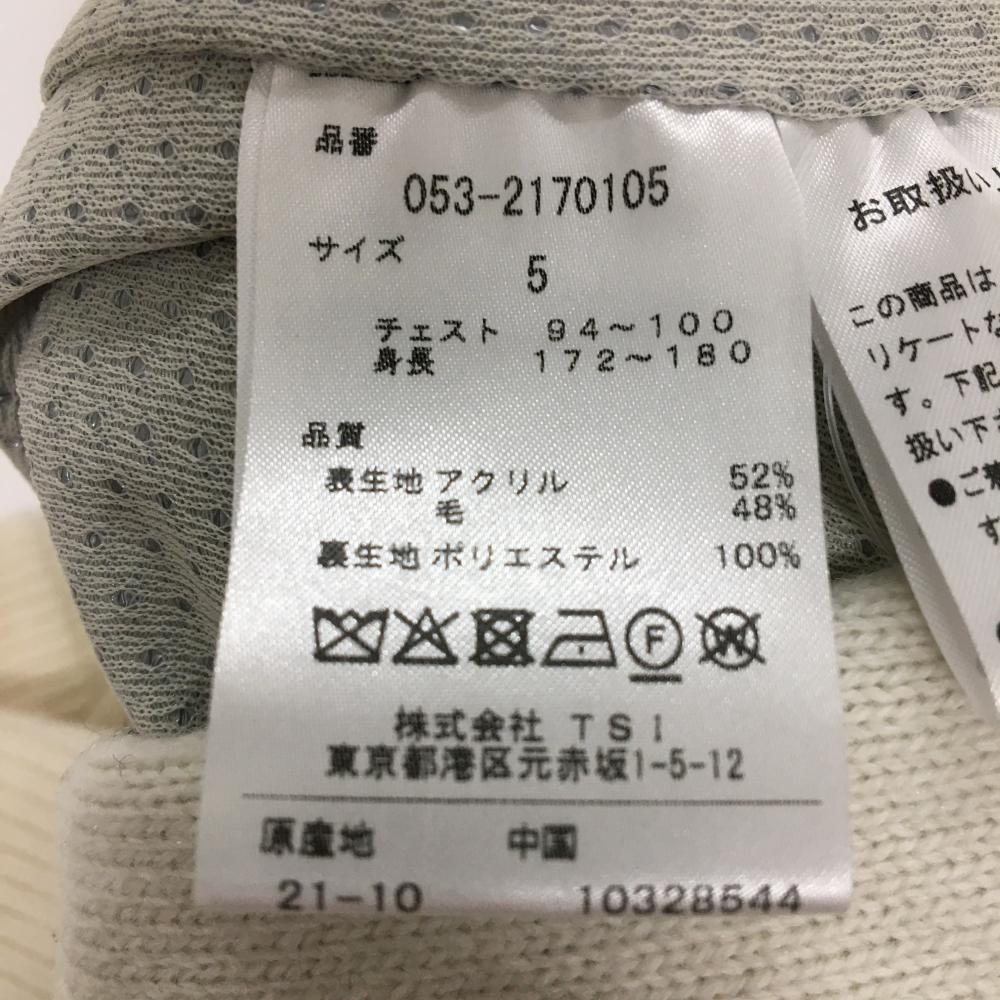 品番
053-2170105
サイズ
5
チェスト 94~100
身長 172~180
品質
表生地 アクリル 52%
毛 48%
裏生地 ポリエステル 100%
F
W
株式会社 TSI
東京都港区元赤坂1-5-12
原産地 中国
21-10 10328544
お取扱い
この商品は
リケートな
す。下記
扱い下さ
●ご着
す